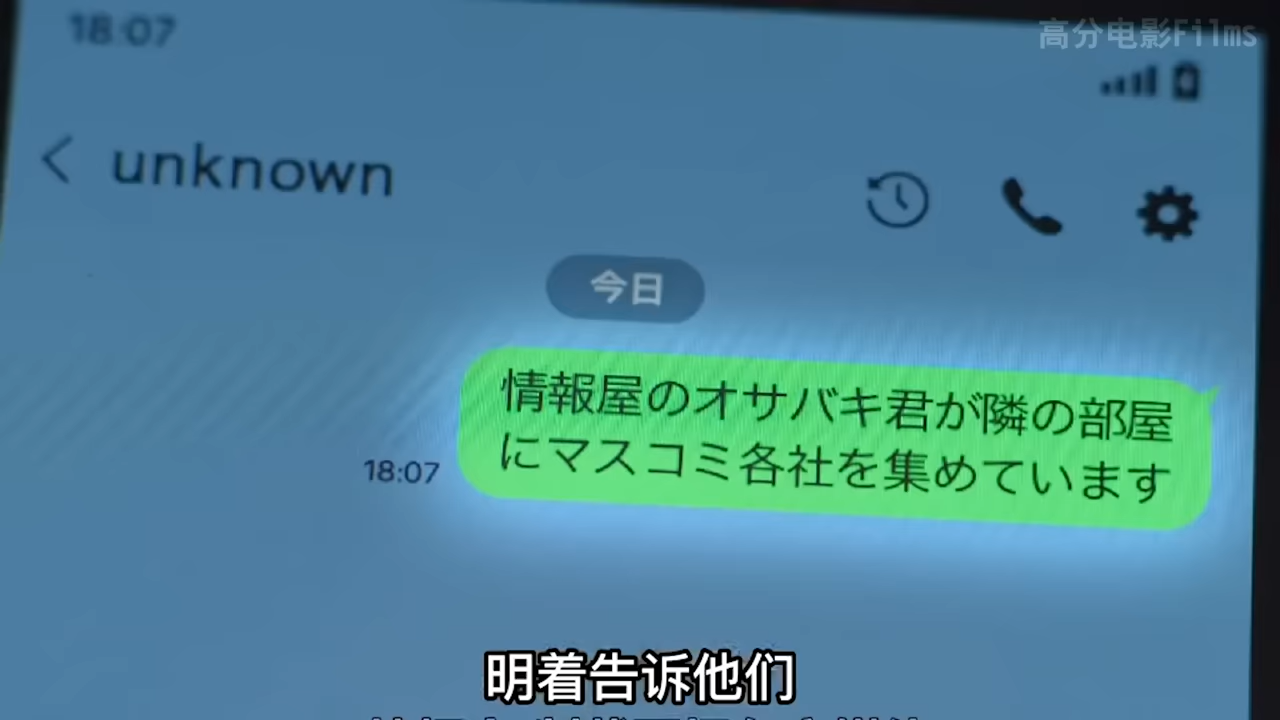 18:07
高分电影Films
unknown
今日
情報屋のオサバキ君が隣の部屋
にマスコミ各社を集めています
18:07
明着告诉他们